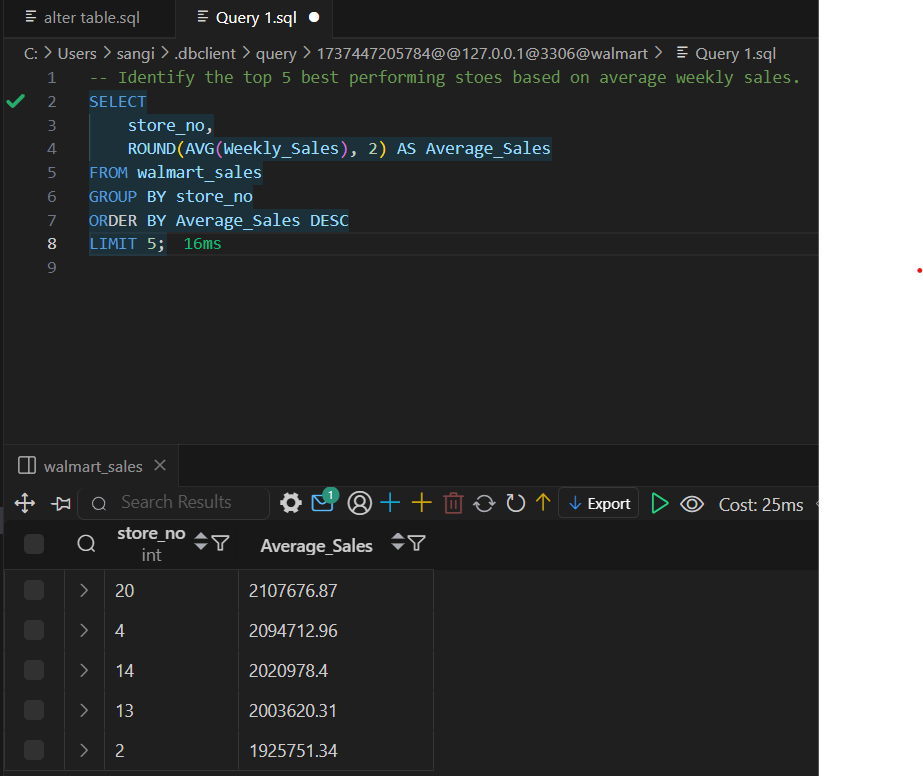 alter table.sql
Query 1.sql
C: > Users > sangi > .dbclient > query > 1737447205784@@127.0.0.1@3306@walmart > Query 1.sql
1 -- Identify the top 5 best performing stoes based on average weekly sales.
2 SELECT
3 store_no,
4 ROUND(AVG(Weekly_Sales), 2) AS Average_Sales
5 FROM walmart_sales
6 GROUP BY store_no
7 ORDER BY Average_Sales DESC
8 LIMIT 5; 16ms
9
walmart_sales
Search Results 1 Export Cost: 25ms
store_no Average_Sales
int
20 2107676.87
4 2094712.96
14 2020978.4
13 2003620.31
2 1925751.34